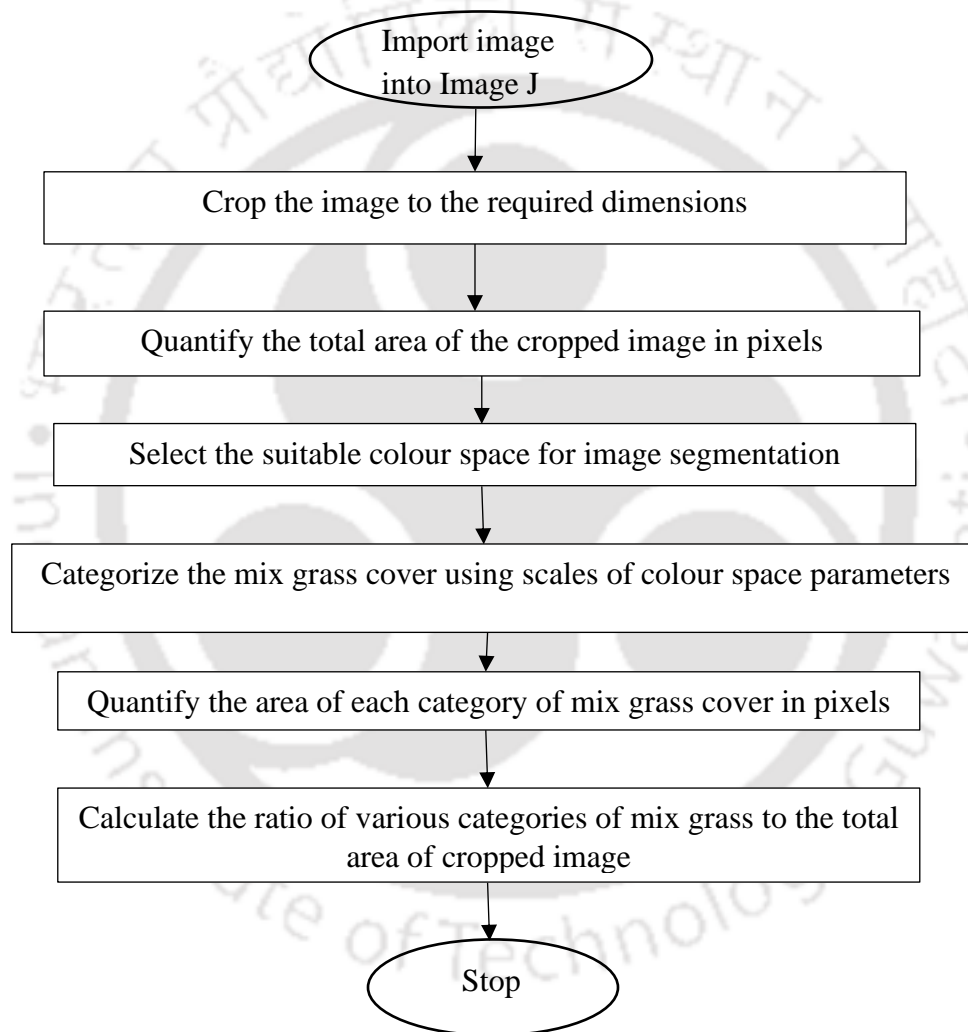 Import image
into Image J
Crop the image to the required dimensions
Quantify the total area of the cropped image in pixels
Select the suitable colour space for image segmentation
Categorize the mix grass cover using scales of colour space parameters
Quantify the area of each category of mix grass cover in pixels
Calculate the ratio of various categories of mix grass to the total
area of cropped image
Stop
of Technology